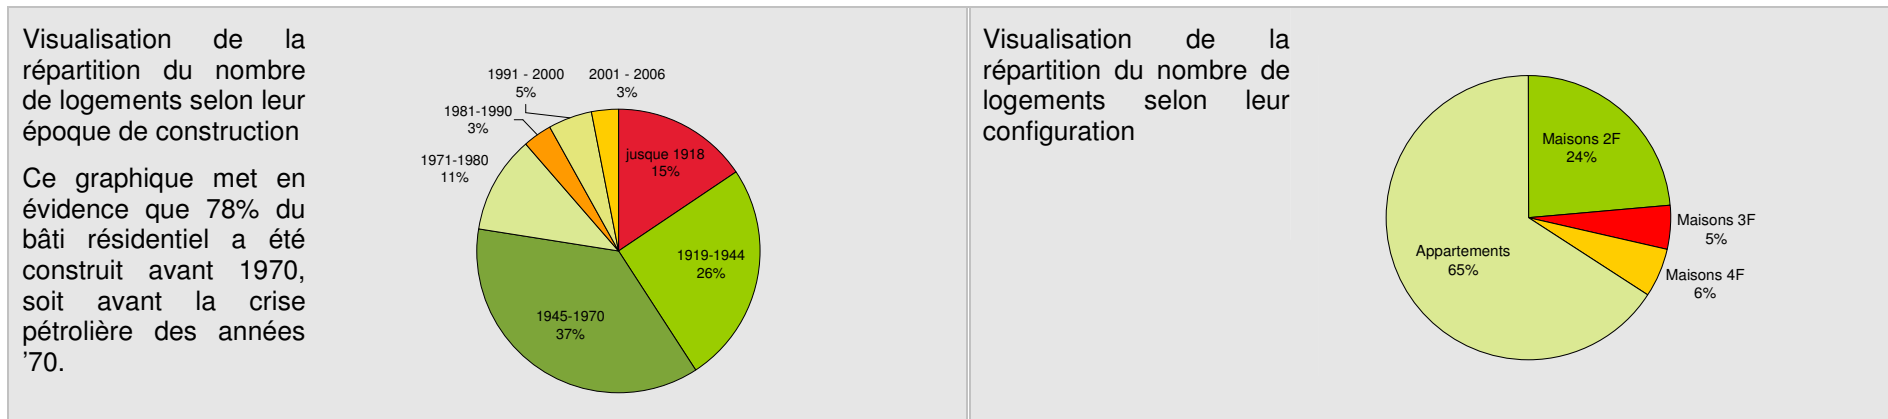 Visualisation de la
répartition du nombre
de logements selon leur
époque de construction
Ce graphique met en
évidence que 78% du
bâti résidentiel a été
construit avant 1970,
soit avant la crise
pétrolière des années
’70.
1991 - 2000
5%
2001 - 2006
3%
1981-1990
3%
1971-1980
11%
jusque 1918
15%
1919-1944
26%
1945-1970
37%
Visualisation de la
répartition du nombre de
logements selon leur
configuration
Maisons 2F
24%
Maisons 3F
5%
Maisons 4F
6%
Appartements
65%